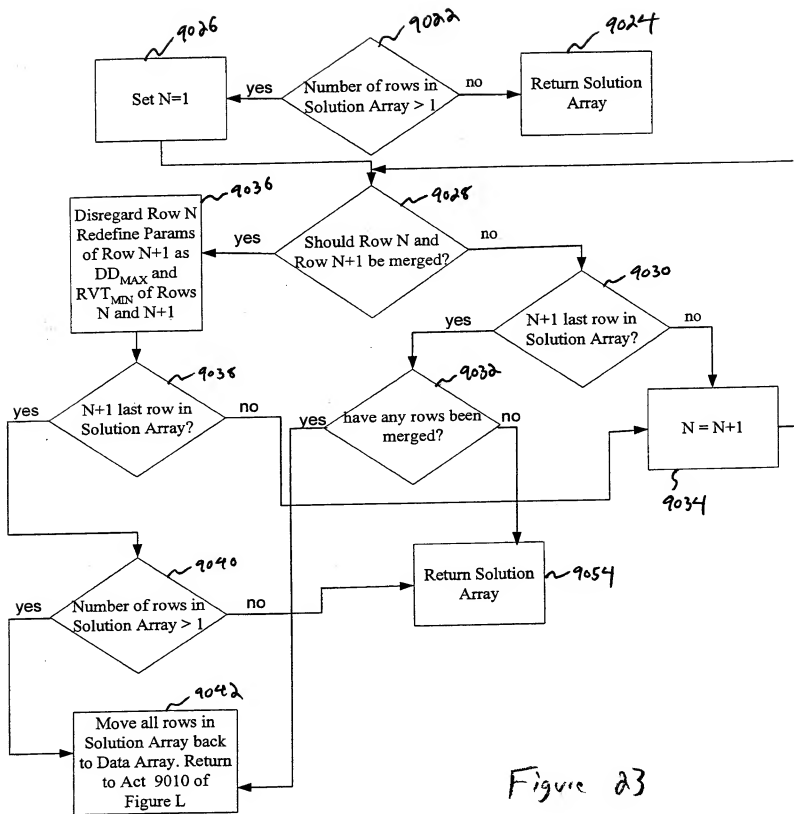 9026
9022
9024
Set N=1
yes
Number of rows in
Solution Array > 1
no
Return Solution
Array
9036
9028
Disregard Row N
Redefine Params
of Row N+1 as
DD_MAX and
RVT_MIN of Rows
N and N+1
yes
Should Row N and
Row N+1 be merged?
no
9030
yes
N+1 last row in
Solution Array?
no
9038
9032
yes
N+1 last row in
Solution Array?
no
yes
have any rows been
merged?
no
N = N+1
9034
9040
yes
Number of rows in
Solution Array > 1
no
Return Solution
Array
9054
9042
Move all rows in
Solution Array back
to Data Array. Return
to Act 9010 of
Figure L
Figure 23